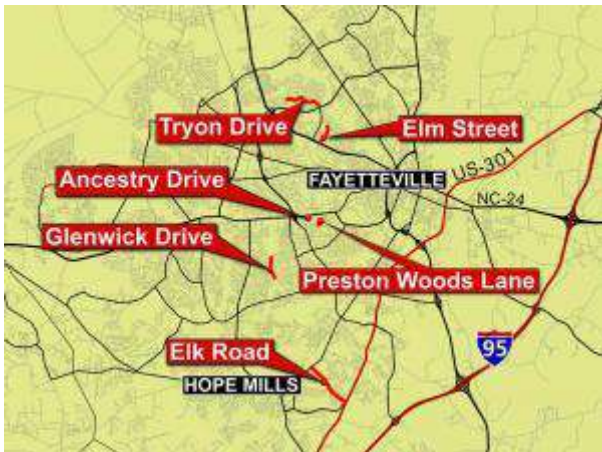 Tryon Drive
Elm Street
Ancestry Drive
FAYETTEVILLE
US-301
NC-24
Glenwick Drive
Preston Woods Lane
95
Elk Road
HOPE MILLS